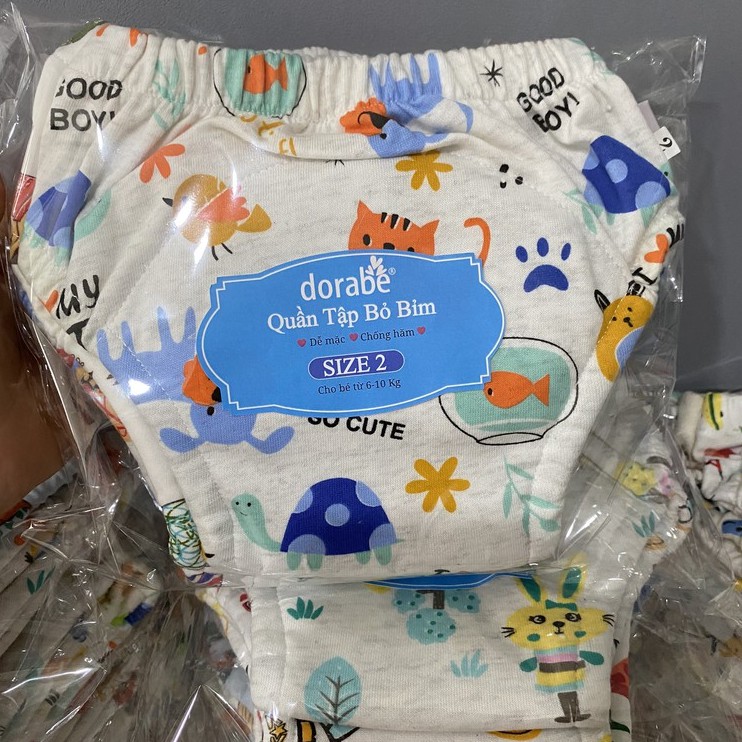 GOOD
BOY!
GOOD
BOY!
2
dorabe®
Quần Tập Bỏ Bỉm
Dễ mặc Chống hăm
SIZE 2
Cho bé từ 6-10 Kg
SO CUTE